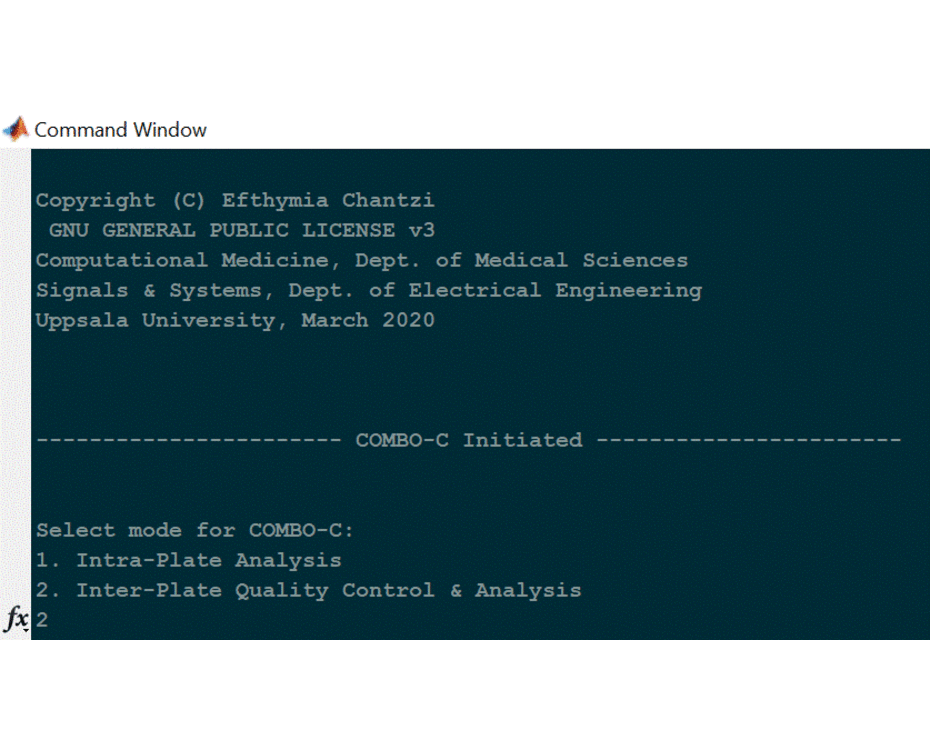 Command Window
Copyright (C) Efthymia Chantzi
GNU GENERAL PUBLIC LICENSE v3
Computational Medicine, Dept. of Medical Sciences
Signals & Systems, Dept. of Electrical Engineering
Uppsala University, March 2020
----------------------- COMBO-C Initiated -----------------------
Select mode for COMBO-C:
1. Intra-Plate Analysis
2. Inter-Plate Quality Control & Analysis
fx 2